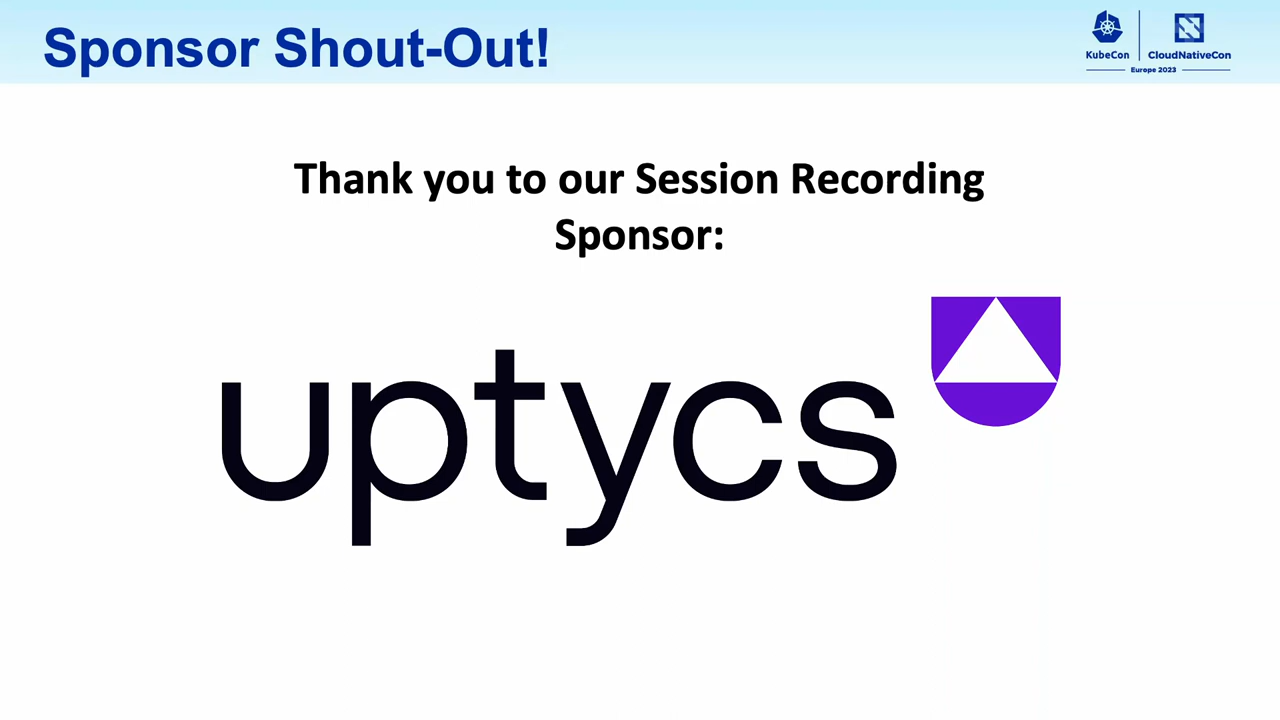 Sponsor Shout-Out!
KubeCon
CloudNativeCon
Europe 2023
Thank you to our Session Recording
Sponsor:
uptycs